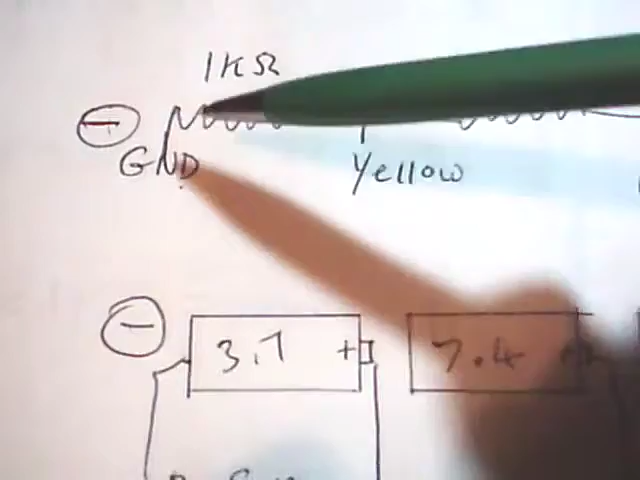 1KΩ
−
GND
Yellow
−
3.7 +
7.4